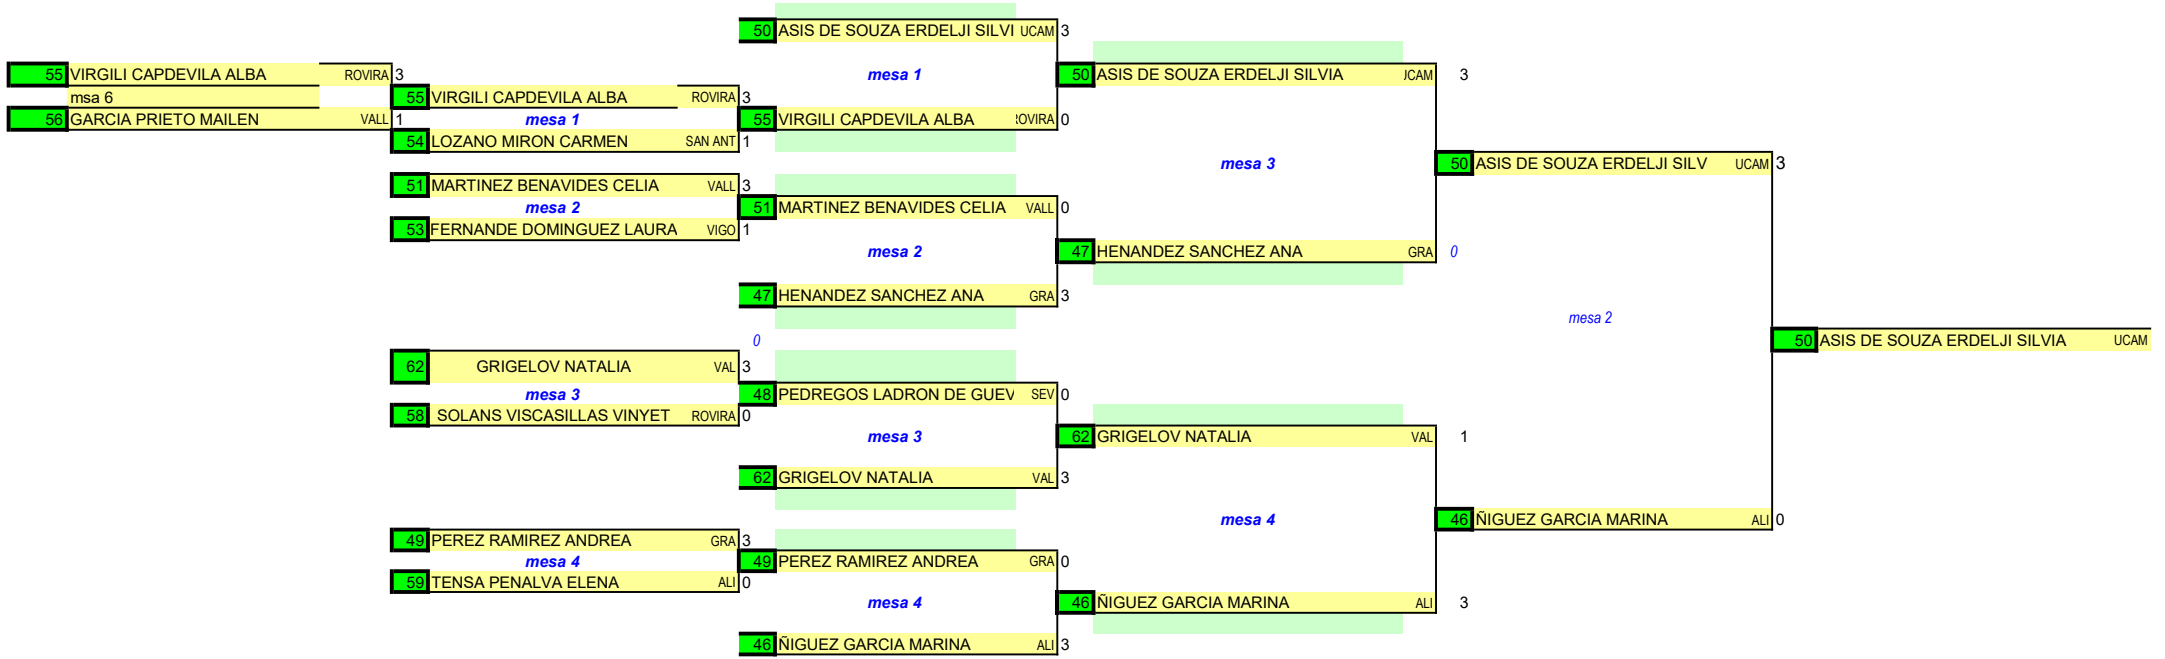 50 ASIS DE SOUZA ERDELJI SILVI UCAM 3
55 VIRGILI CAPDEVILA ALBA ROVIRA 3
mesa 1
50 ASIS DE SOUZA ERDELJI SILVIA JCAM 3
msa 6
55 VIRGILI CAPDEVILA ALBA ROVIRA 3
56 GARCIA PRIETO MAILEN VALL 1
mesa 1
55 VIRGILI CAPDEVILA ALBA ROVIRA 0
54 LOZANO MIRON CARMEN SAN ANT 1
mesa 3
50 ASIS DE SOUZA ERDELJI SILV UCAM 3
51 MARTINEZ BENAVIDES CELIA VALL 3
mesa 2
51 MARTINEZ BENAVIDES CELIA VALL 0
53 FERNANDE DOMINGUEZ LAURA VIGO 1
mesa 2
47 HENANDEZ SANCHEZ ANA GRA 0
47 HENANDEZ SANCHEZ ANA GRA 3
mesa 2
0
50 ASIS DE SOUZA ERDELJI SILVIA UCAM
62 GRIGELOV NATALIA VAL 3
mesa 3
48 PEDREGOS LADRON DE GUEV SEV 0
58 SOLANS VISCASILLAS VINYET ROVIRA 0
mesa 3
62 GRIGELOV NATALIA VAL 1
62 GRIGELOV NATALIA VAL 3
mesa 4
46 ÑIGUEZ GARCIA MARINA ALI 0
49 PEREZ RAMIREZ ANDREA GRA 3
mesa 4
49 PEREZ RAMIREZ ANDREA GRA 0
59 TENSA PENALVA ELENA ALI 0
mesa 4
46 ÑIGUEZ GARCIA MARINA ALI 3
46 ÑIGUEZ GARCIA MARINA ALI 3